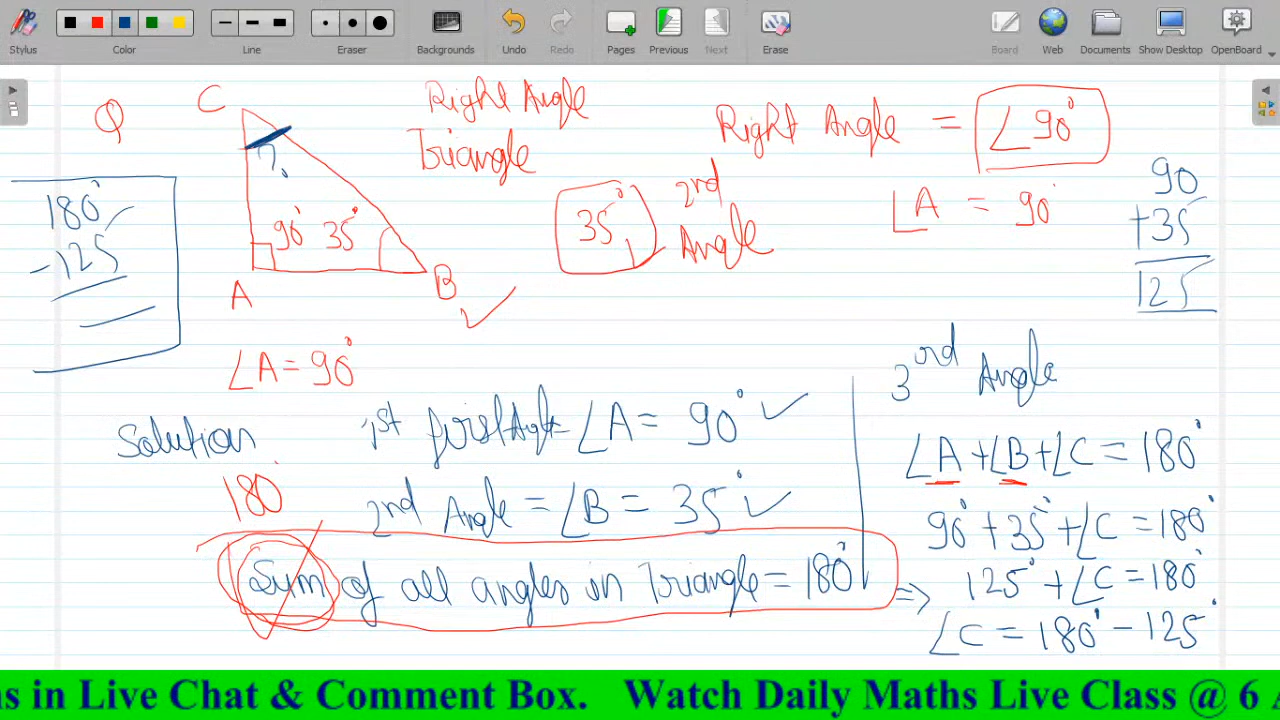 Stylus
Color
Line
Eraser
Backgrounds
Undo
Redo
Pages
Previous
Next
Erase
Board
Web
Documents
Show Desktop
OpenBoard
Q
C
Right Angle
Triangle
Right Angle = ∠90°
?
90° 35°
A
B
35° 2nd
Angle
∠A = 90°
90
+35
125
180°
-125
∠A = 90°
Solution
1st first Angle = ∠A = 90°
180°
2nd Angle = ∠B = 35°
Sum of all angles in Triangle = 180°
3rd Angle
∠A + ∠B + ∠C = 180°
90° + 35° + ∠C = 180°
⇒ 125° + ∠C = 180°
∠C = 180° - 125°
s in Live Chat & Comment Box. Watch Daily Maths Live Class @ 6 A